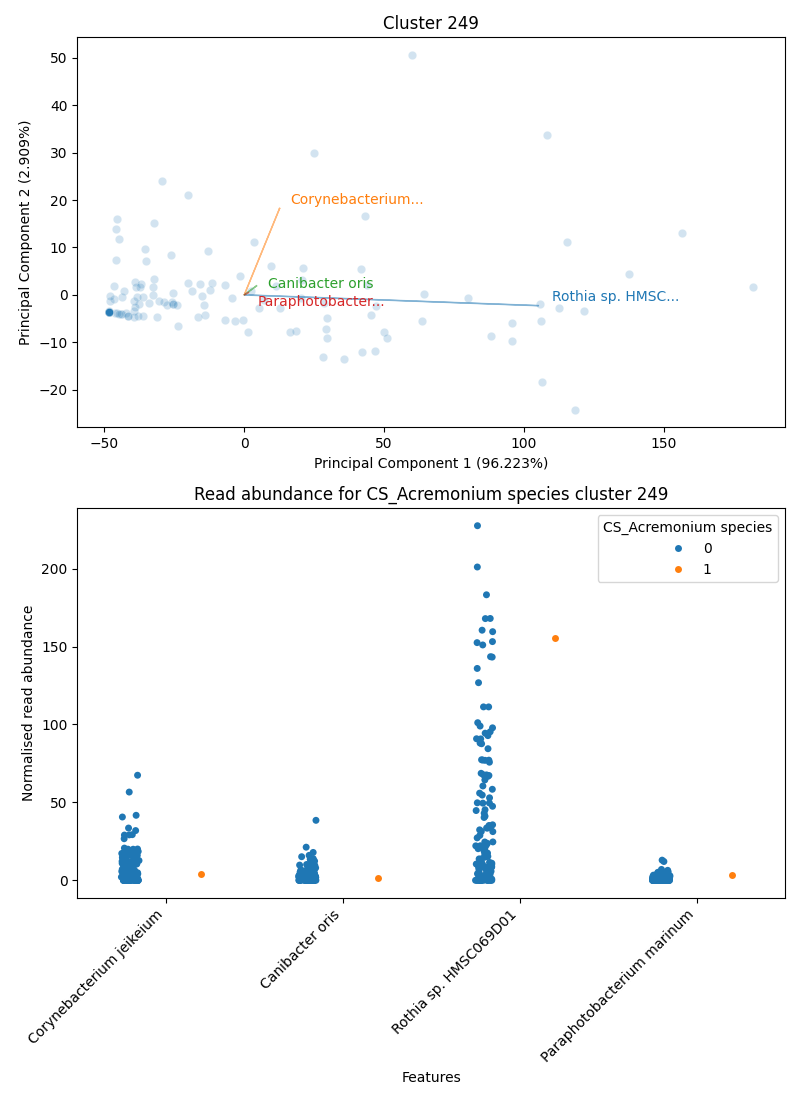 Cluster 249
50
40
30
20
10
0
−10
−20
Principal Component 2 (2.909%)
Corynebacterium...
Canibacter oris
Paraphotobacter...
Rothia sp. HMSC...
−50
0
50
100
150
Principal Component 1 (96.223%)
Read abundance for CS_Acremonium species cluster 249
CS_Acremonium species
0
1
200
150
100
50
0
Normalised read abundance
Corynebacterium jeikeium
Canibacter oris
Rothia sp. HMSC069D01
Paraphotobacterium marinum
Features